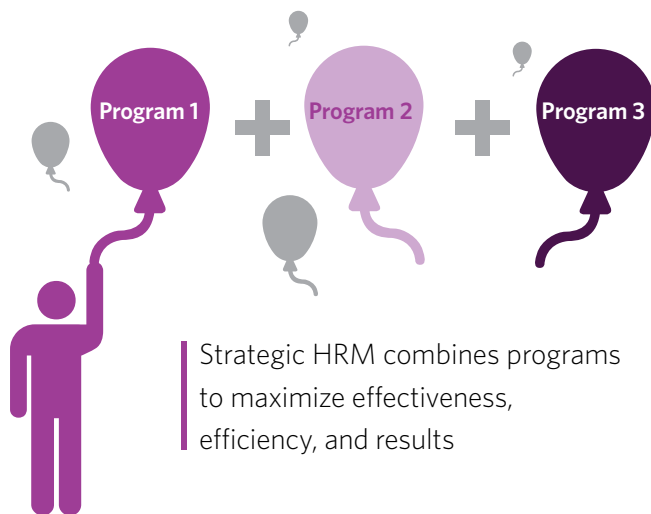 Program 1
Program 2
Program 3
Strategic HRM combines programs
to maximize effectiveness,
efficiency, and results